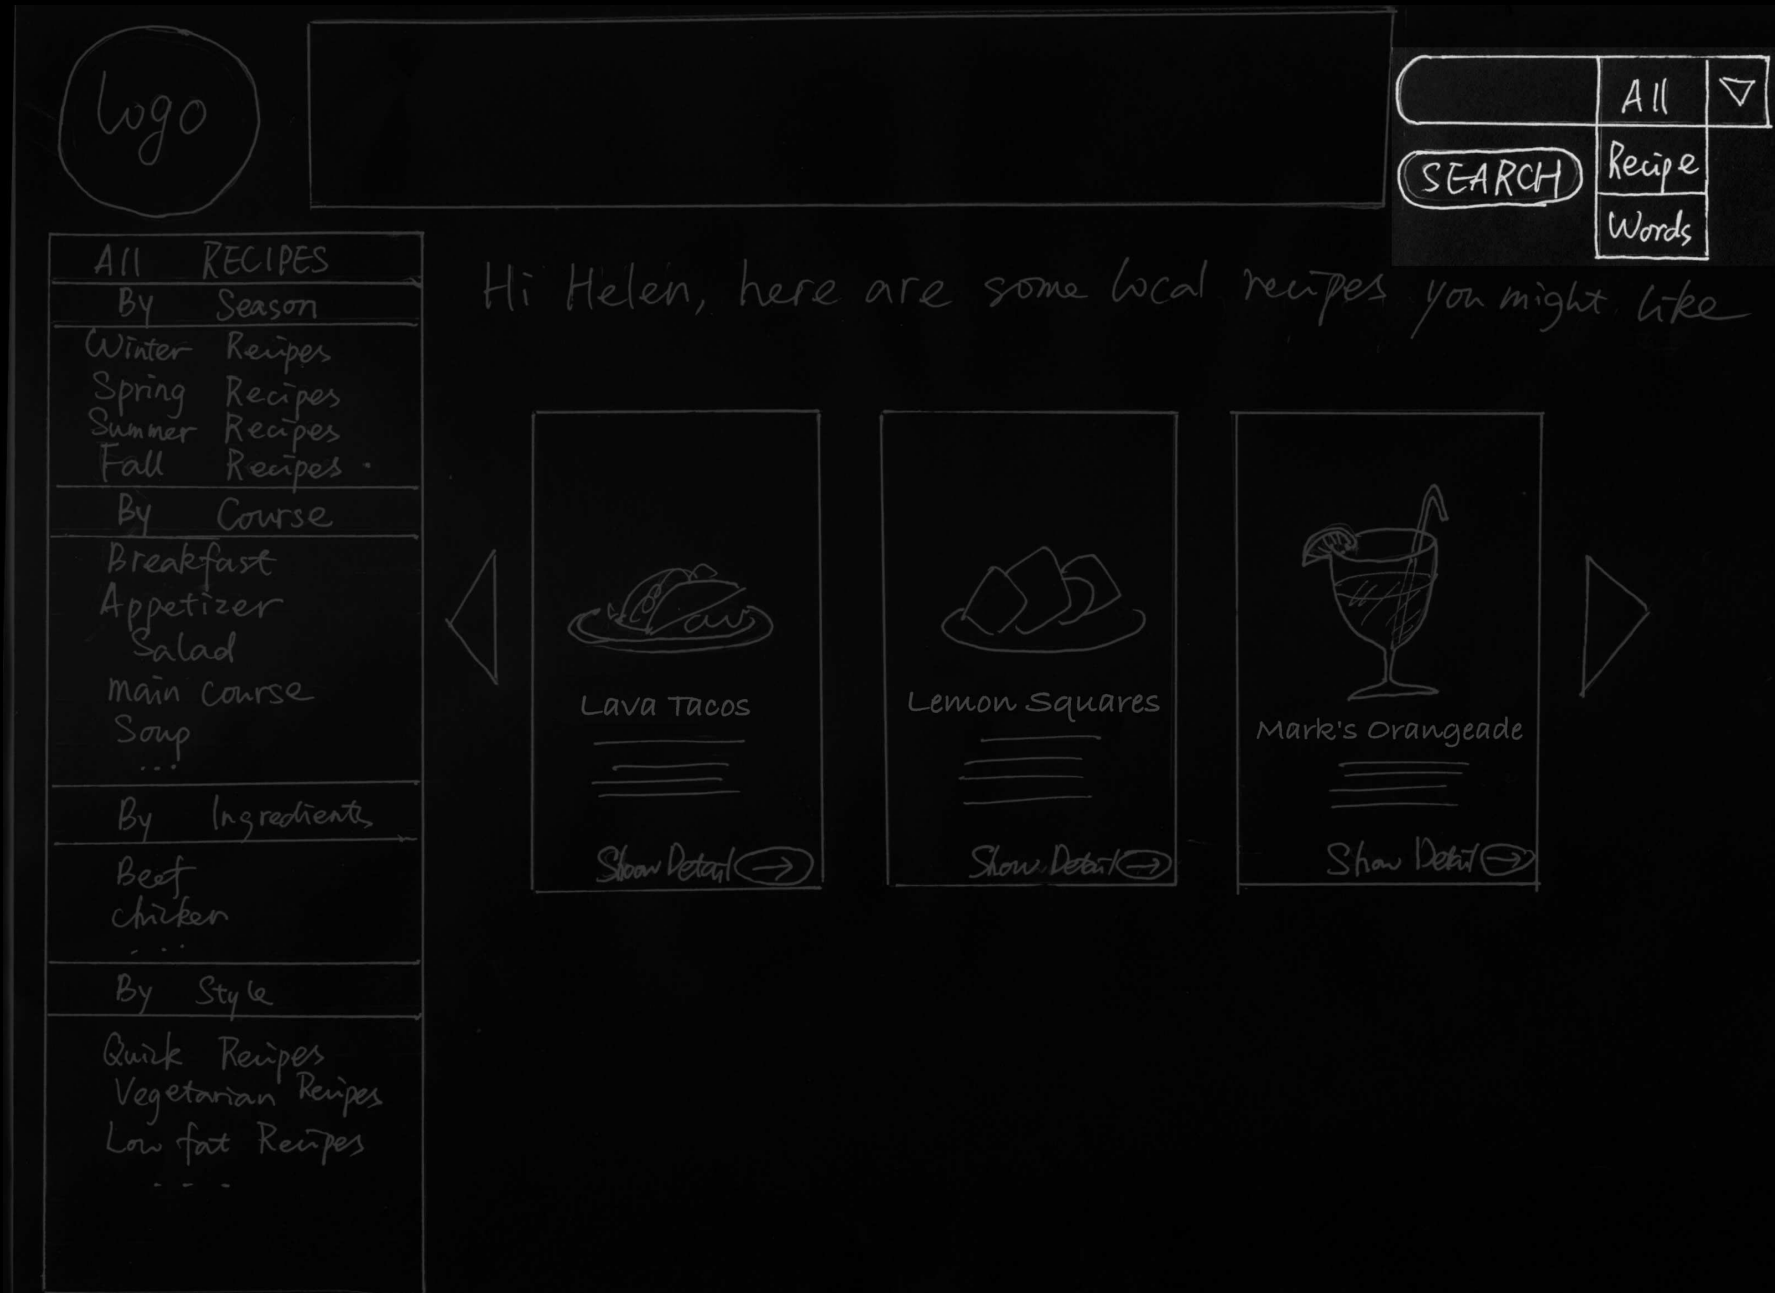 Logo
All
Recipe
Words
SEARCH
All RECIPES
By Season
Winter Recipes
Spring Recipes
Summer Recipes
Fall Recipes
By Course
Breakfast
Appetizer
Salad
main course
Soup
...
By Ingredients
Beef
chicken
...
By Style
Quick Recipes
Vegetarian Recipes
Low fat Recipes
...
Hi Helen, here are some local recipes you might like
Lava Tacos
Show Detail
Lemon Squares
Show Detail
Mark's Orangeade
Show Detail